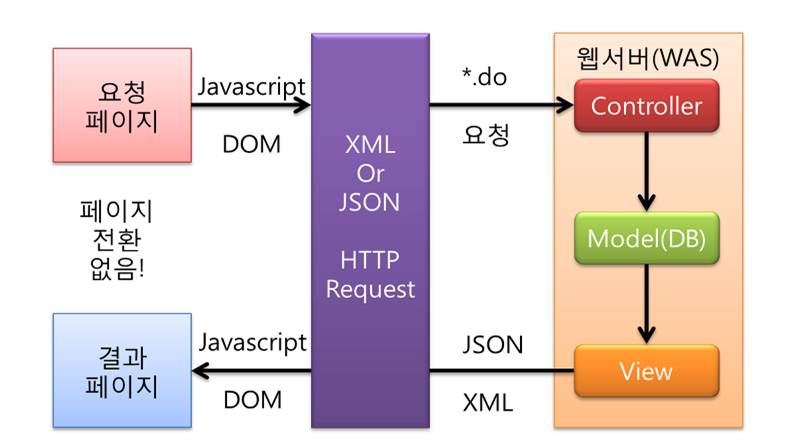 요청
페이지
Javascript
DOM
XML
Or
JSON
HTTP
Request
*.do
요청
웹서버(WAS)
Controller
Model(DB)
View
페이지
전환
없음!
결과
페이지
Javascript
DOM
JSON
XML